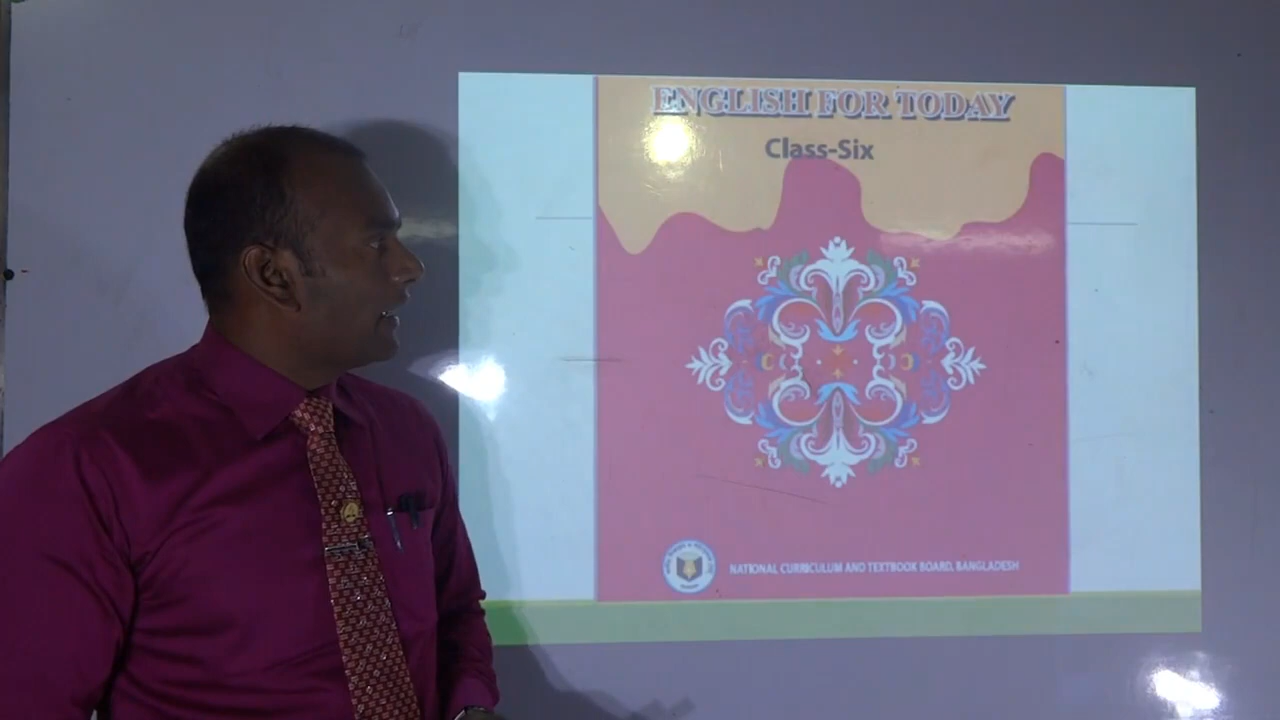 ENGLISH FOR TODAY
Class-Six
NATIONAL CURRICULUM AND TEXTBOOK BOARD, BANGLADESH